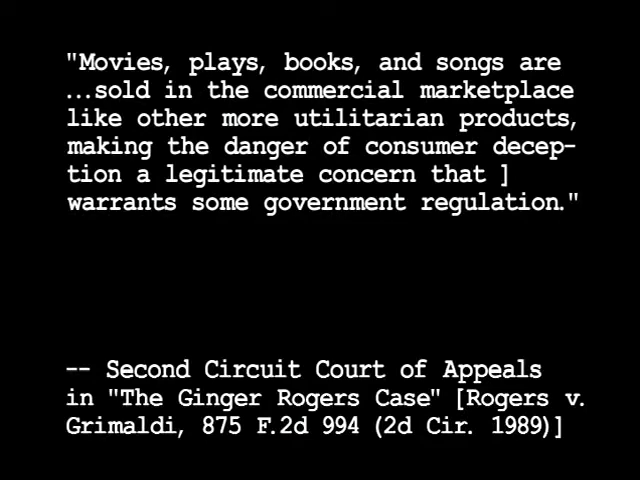 "Movies, plays, books, and songs are
...sold in the commercial marketplace
like other more utilitarian products,
making the danger of consumer decep-
tion a legitimate concern that ]
warrants some government regulation."
-- Second Circuit Court of Appeals
in "The Ginger Rogers Case" [Rogers v.
Grimaldi, 875 F.2d 994 (2d Cir. 1989)]